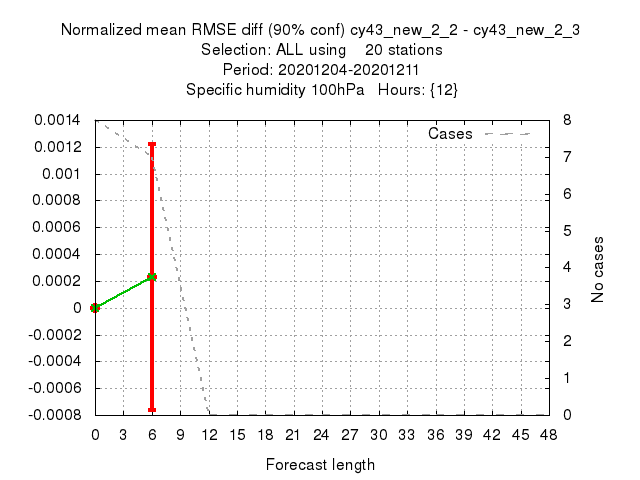 Normalized mean RMSE diff (90% conf) cy43_new_2_2 - cy43_new_2_3
Selection: ALL using    20 stations
Period: 20201204-20201211
Specific humidity 100hPa   Hours: {12}
Cases
0.0014
0.0012
0.001
0.0008
0.0006
0.0004
0.0002
0
-0.0002
-0.0004
-0.0006
-0.0008
8
7
6
5
4
3
2
1
0
No cases
0 3 6 9 12 15 18 21 24 27 30 33 36 39 42 45 48
Forecast length